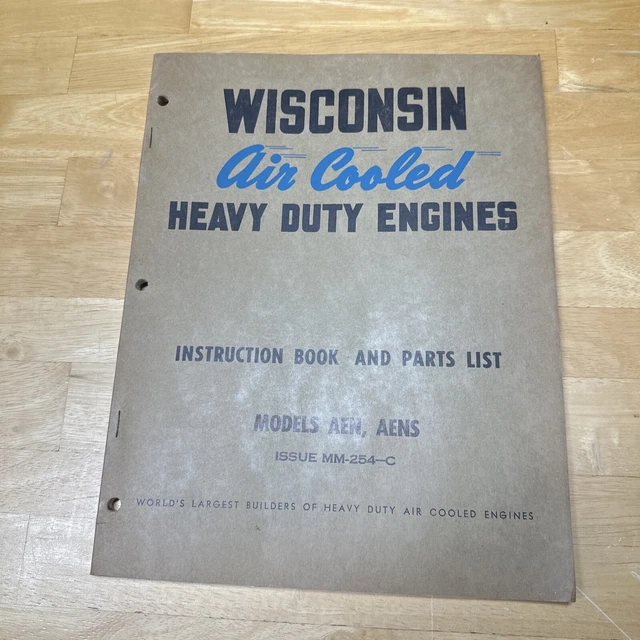 WISCONSIN
Air Cooled
HEAVY DUTY ENGINES
INSTRUCTION BOOK AND PARTS LIST
MODELS AEN, AENS
ISSUE MM-254-C
WORLD'S LARGEST BUILDERS OF HEAVY DUTY AIR COOLED ENGINES